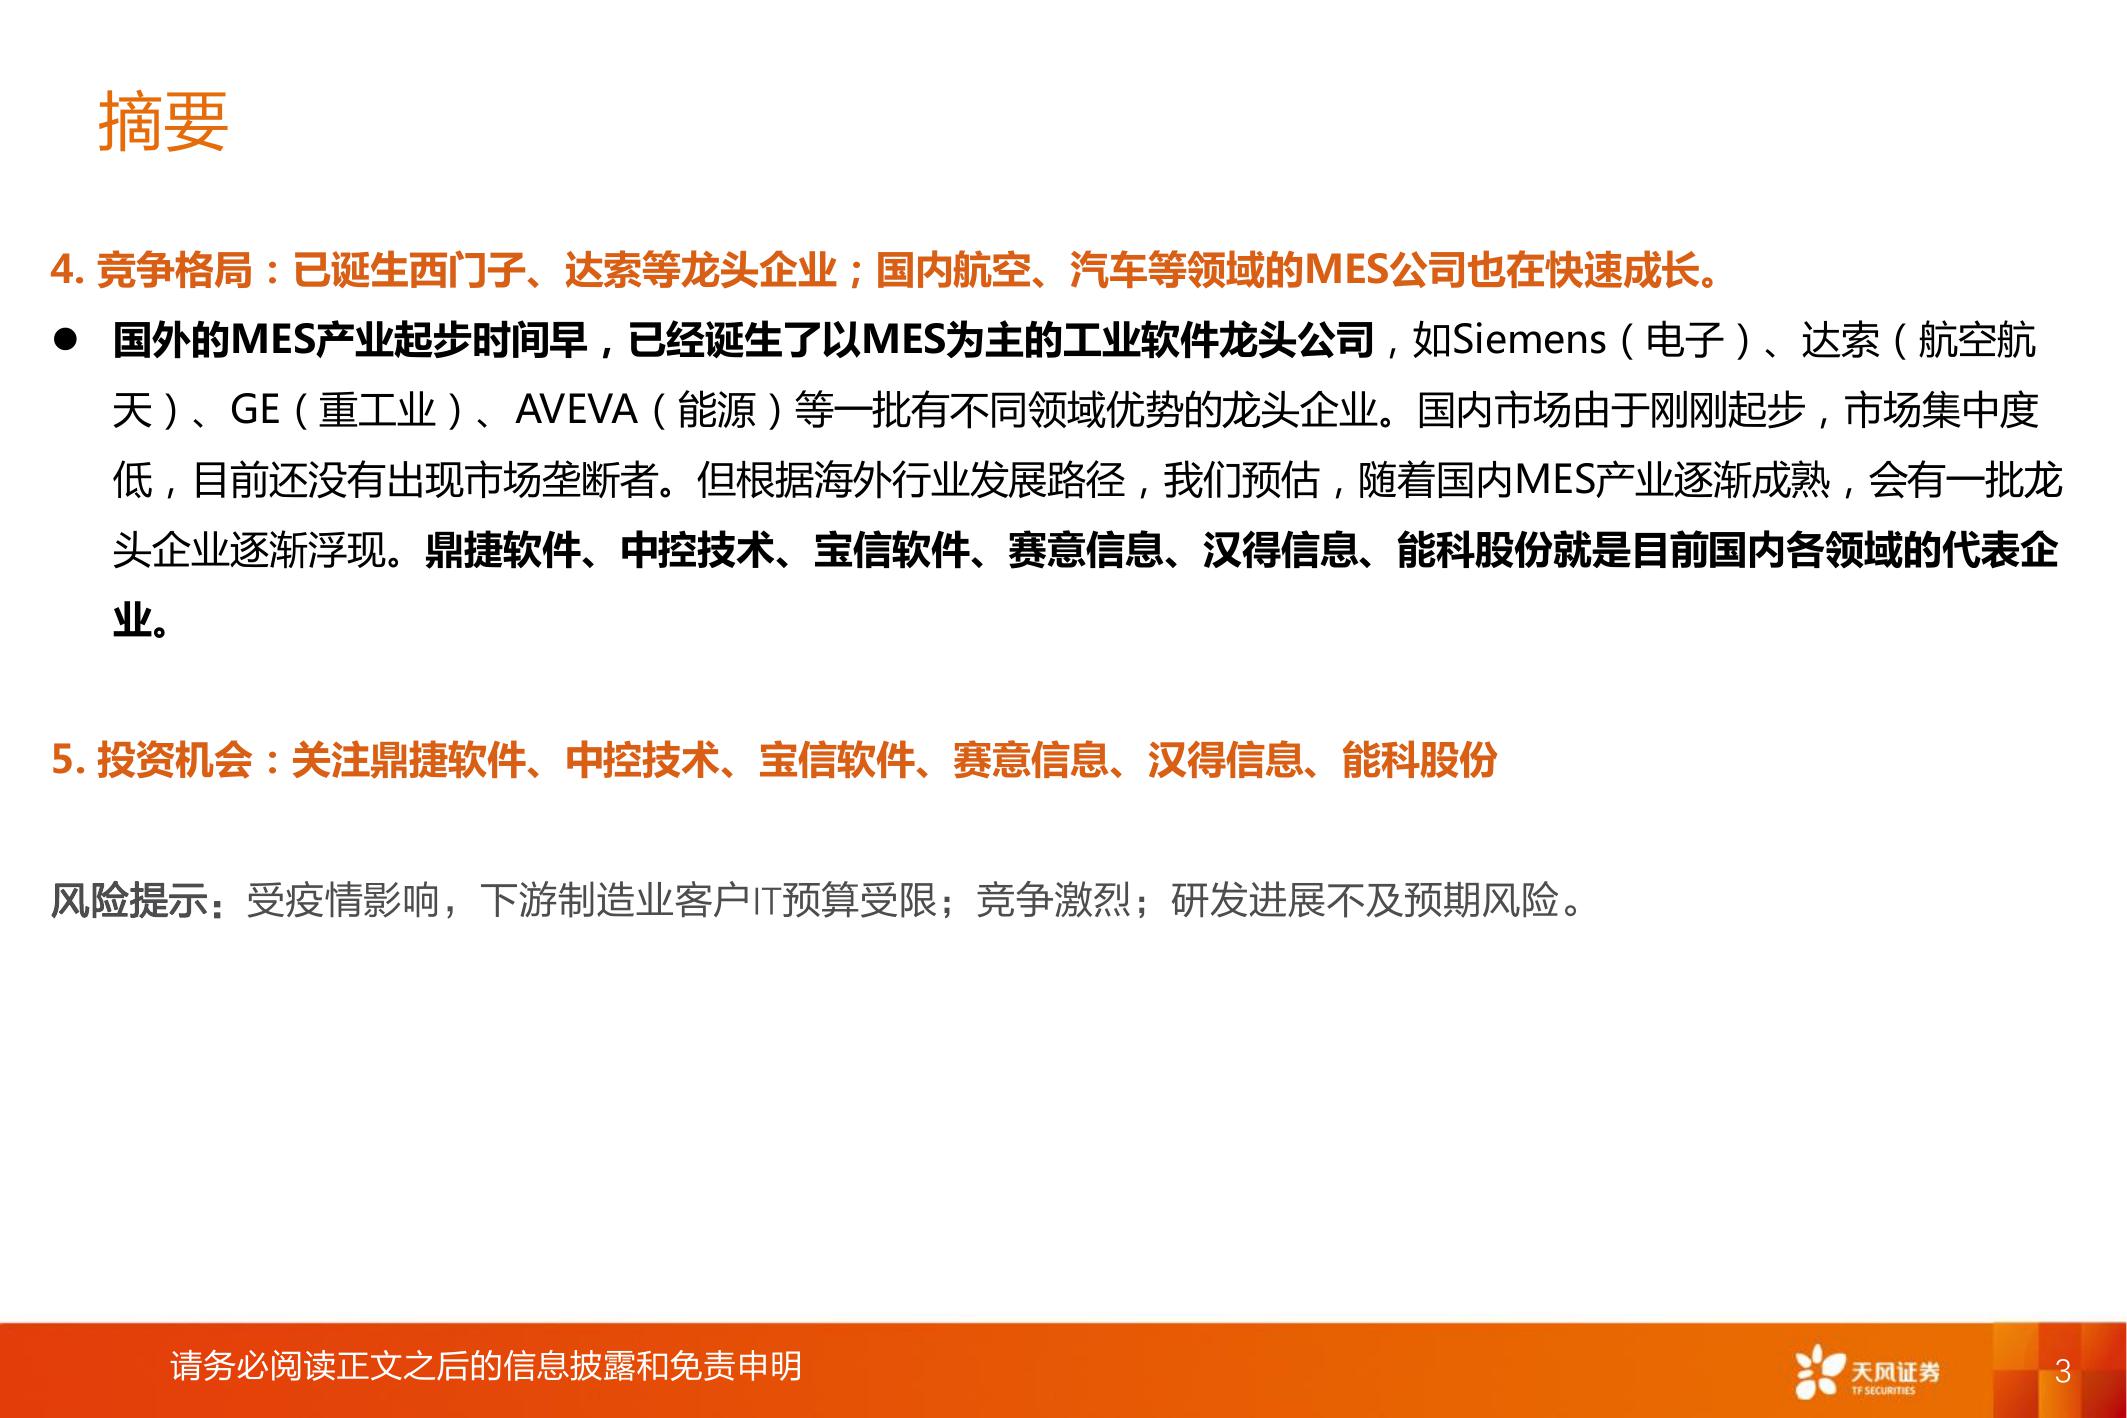 摘要
4. 竞争格局：已诞生西门子、达索等龙头企业；国内航空、汽车等领域的MES公司也在快速成长。
● 国外的MES产业起步时间早，已经诞生了以MES为主的工业软件龙头公司，如Siemens（电子）、达索（航空航
天）、GE（重工业）、AVEVA（能源）等一批有不同领域优势的龙头企业。国内市场由于刚刚起步，市场集中度
低，目前还没有出现市场垄断者。但根据海外行业发展路径，我们预估，随着国内MES产业逐渐成熟，会有一批龙
头企业逐渐浮现。鼎捷软件、中控技术、宝信软件、赛意信息、汉得信息、能科股份就是目前国内各领域的代表企
业。
5. 投资机会：关注鼎捷软件、中控技术、宝信软件、赛意信息、汉得信息、能科股份
风险提示：受疫情影响，下游制造业客户IT预算受限；竞争激烈；研发进展不及预期风险。
请务必阅读正文之后的信息披露和免责申明
天风证券
TF SECURITIES
3